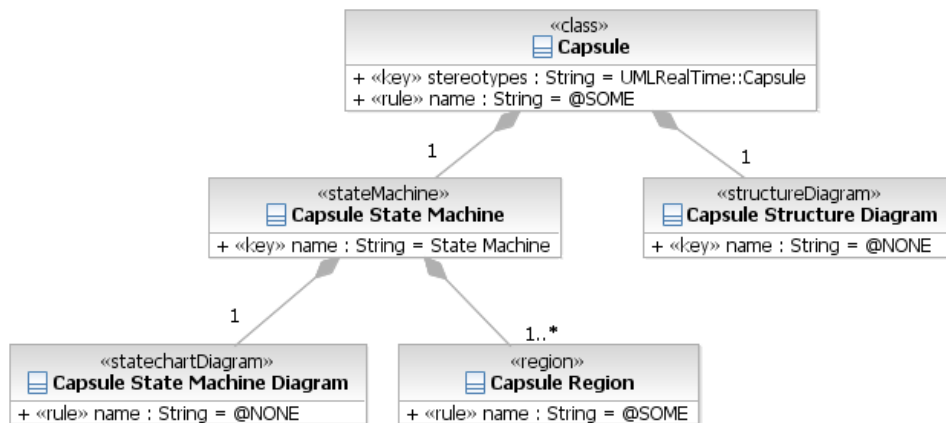 «class»
Capsule
+ «key» stereotypes : String = UMLRealTime::Capsule
+ «rule» name : String = @SOME
1
1
«stateMachine»
Capsule State Machine
+ «key» name : String = State Machine
«structureDiagram»
Capsule Structure Diagram
+ «key» name : String = @NONE
1
1..*
«statechartDiagram»
Capsule State Machine Diagram
+ «rule» name : String = @NONE
«region»
Capsule Region
+ «rule» name : String = @SOME